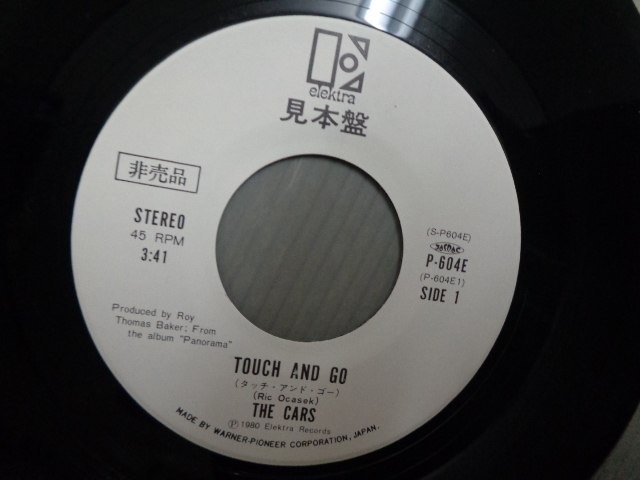 elektra
見本盤
非売品
STEREO
45 RPM
3:41
(S-P604E)
P-604E
(P-604E1)
SIDE 1
Produced by Roy
Thomas Baker; From
the album "Panorama"
TOUCH AND GO
(タッチ・アンド・ゴー)
(Ric Ocasek)
THE CARS
Ⓟ1980 Elektra Records
MADE BY WARNER-PIONEER CORPORATION, JAPAN.